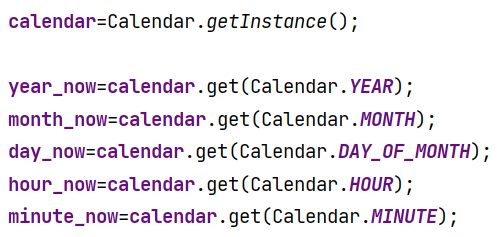 calendar=Calendar.getInstance();
year_now=calendar.get(Calendar.YEAR);
month_now=calendar.get(Calendar.MONTH);
day_now=calendar.get(Calendar.DAY_OF_MONTH);
hour_now=calendar.get(Calendar.HOUR);
minute_now=calendar.get(Calendar.MINUTE);